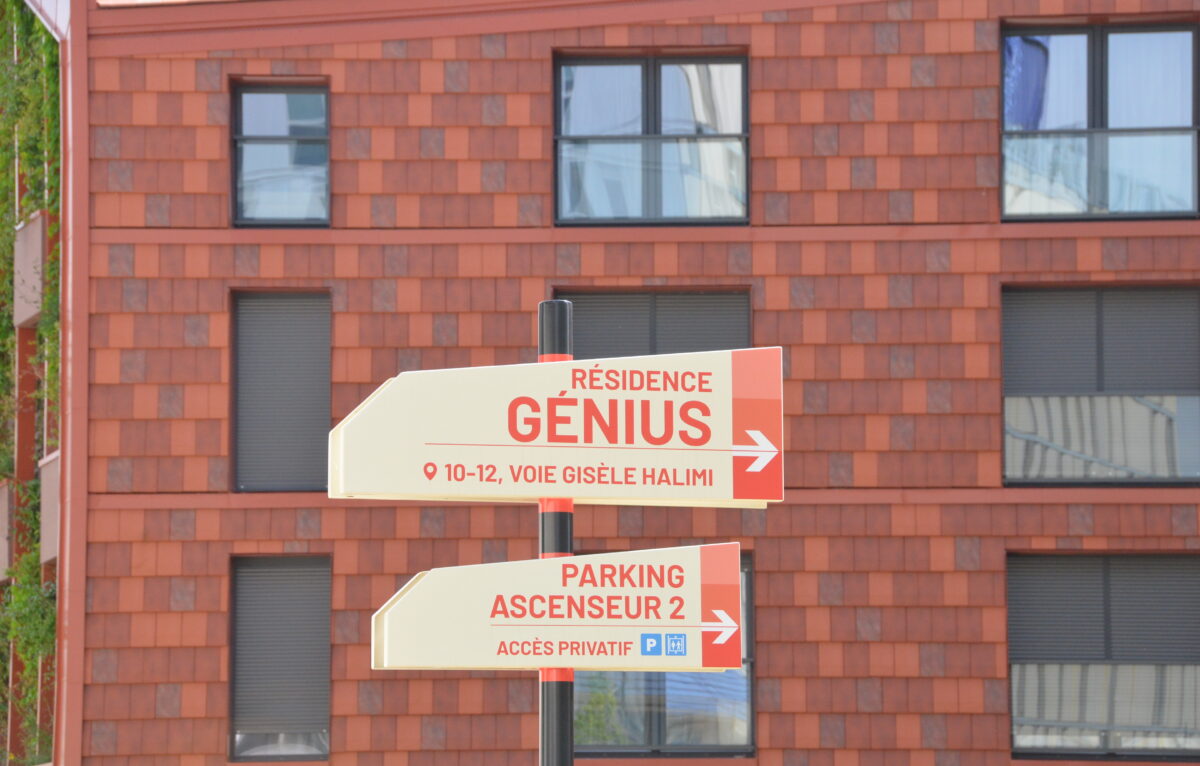 RÉSIDENCE
GÉNIUS
10-12, VOIE GISÈLE HALIMI
PARKING
ASCENSEUR 2
ACCÈS PRIVATIF P